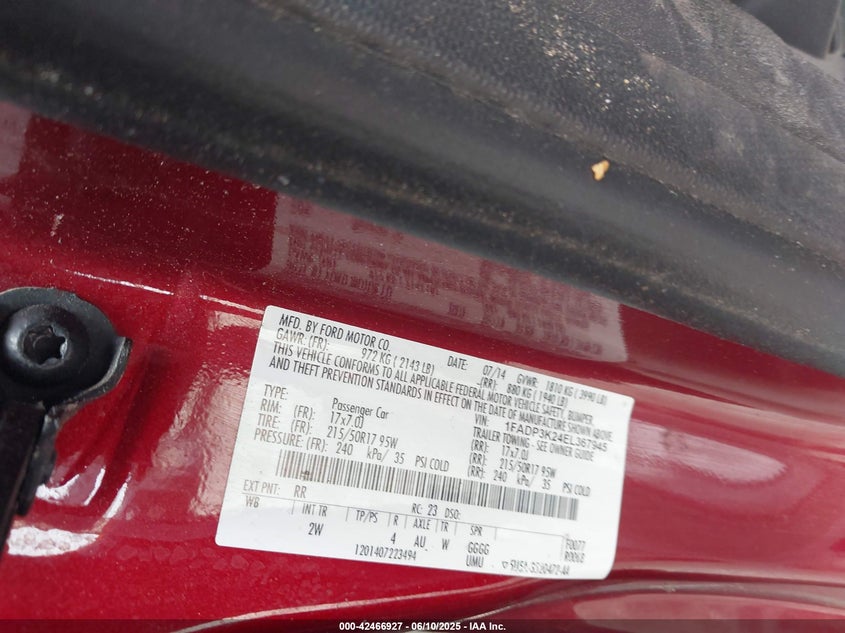 MFD. BY FORD MOTOR CO.  DATE: 07/14  GVWR: 1810 KG ( 3990 LB)
GAWR: (FR): 972 KG ( 2143 LB)  (RR): 880 KG ( 1940 LB)
THIS VEHICLE CONFORMS TO ALL APPLICABLE FEDERAL MOTOR VEHICLE SAFETY, BUMPER,
AND THEFT PREVENTION STANDARDS IN EFFECT ON THE DATE OF MANUFACTURE SHOWN ABOVE.
VIN: 1FADP3K24EL367945
TYPE: Passenger Car  TRAILER TOWING - SEE OWNER GUIDE
RIM: (FR): 17x7.0J  (RR): 17x7.0J
TIRE: (FR): 215/50R17 95W  (RR): 215/50R17 95W
PRESSURE: (FR): 240 kPa/ 35 PSI COLD  (RR): 240 kPa/ 35 PSI COLD
EXT PNT: RR  RC: 23  DSO:
WB  INT TR  TP/PS  R  AXLE  TR  SPR
2W  4  AU  W  GGGG  F0077
1201407223494  UMU  R0068
000-42466927 - 06/10/2025 - IAA Inc.